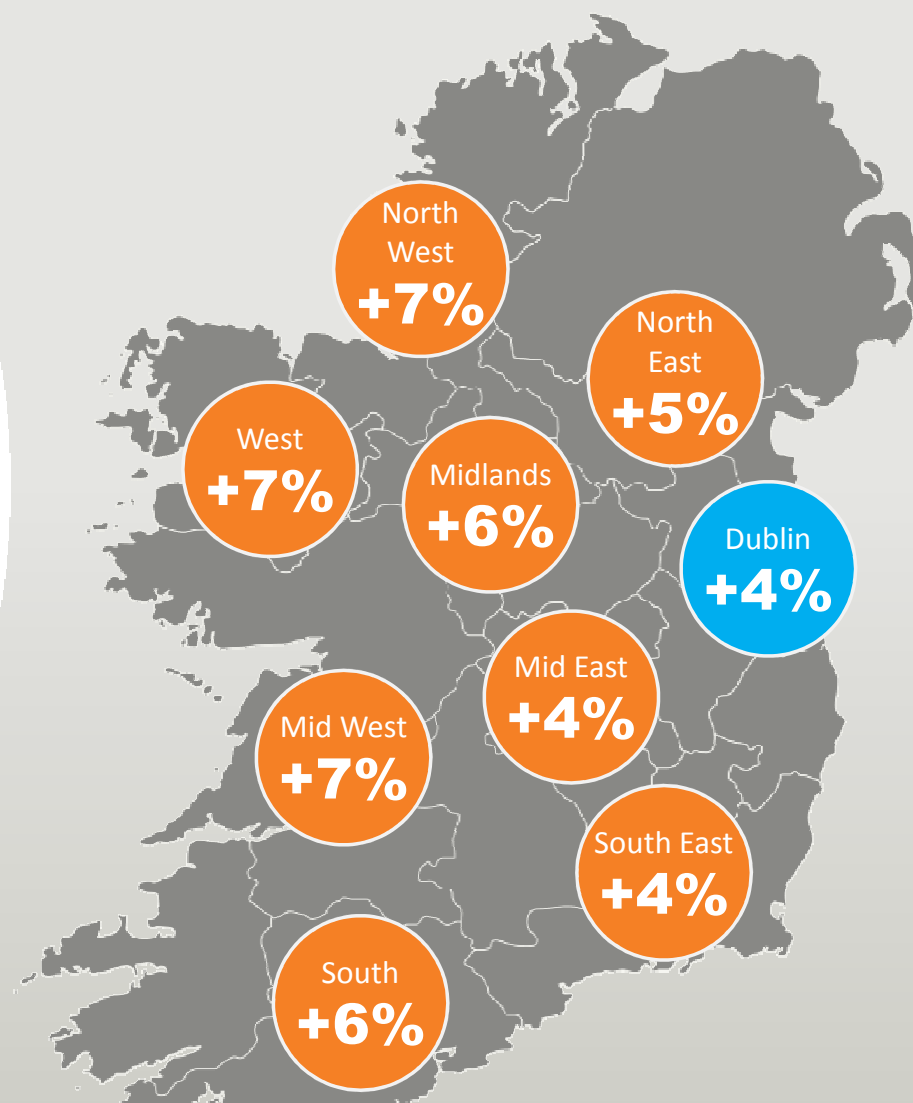 North
West
+7%
North
East
+5%
West
+7%
Midlands
+6%
Dublin
+4%
Mid East
+4%
Mid West
+7%
South East
+4%
South
+6%